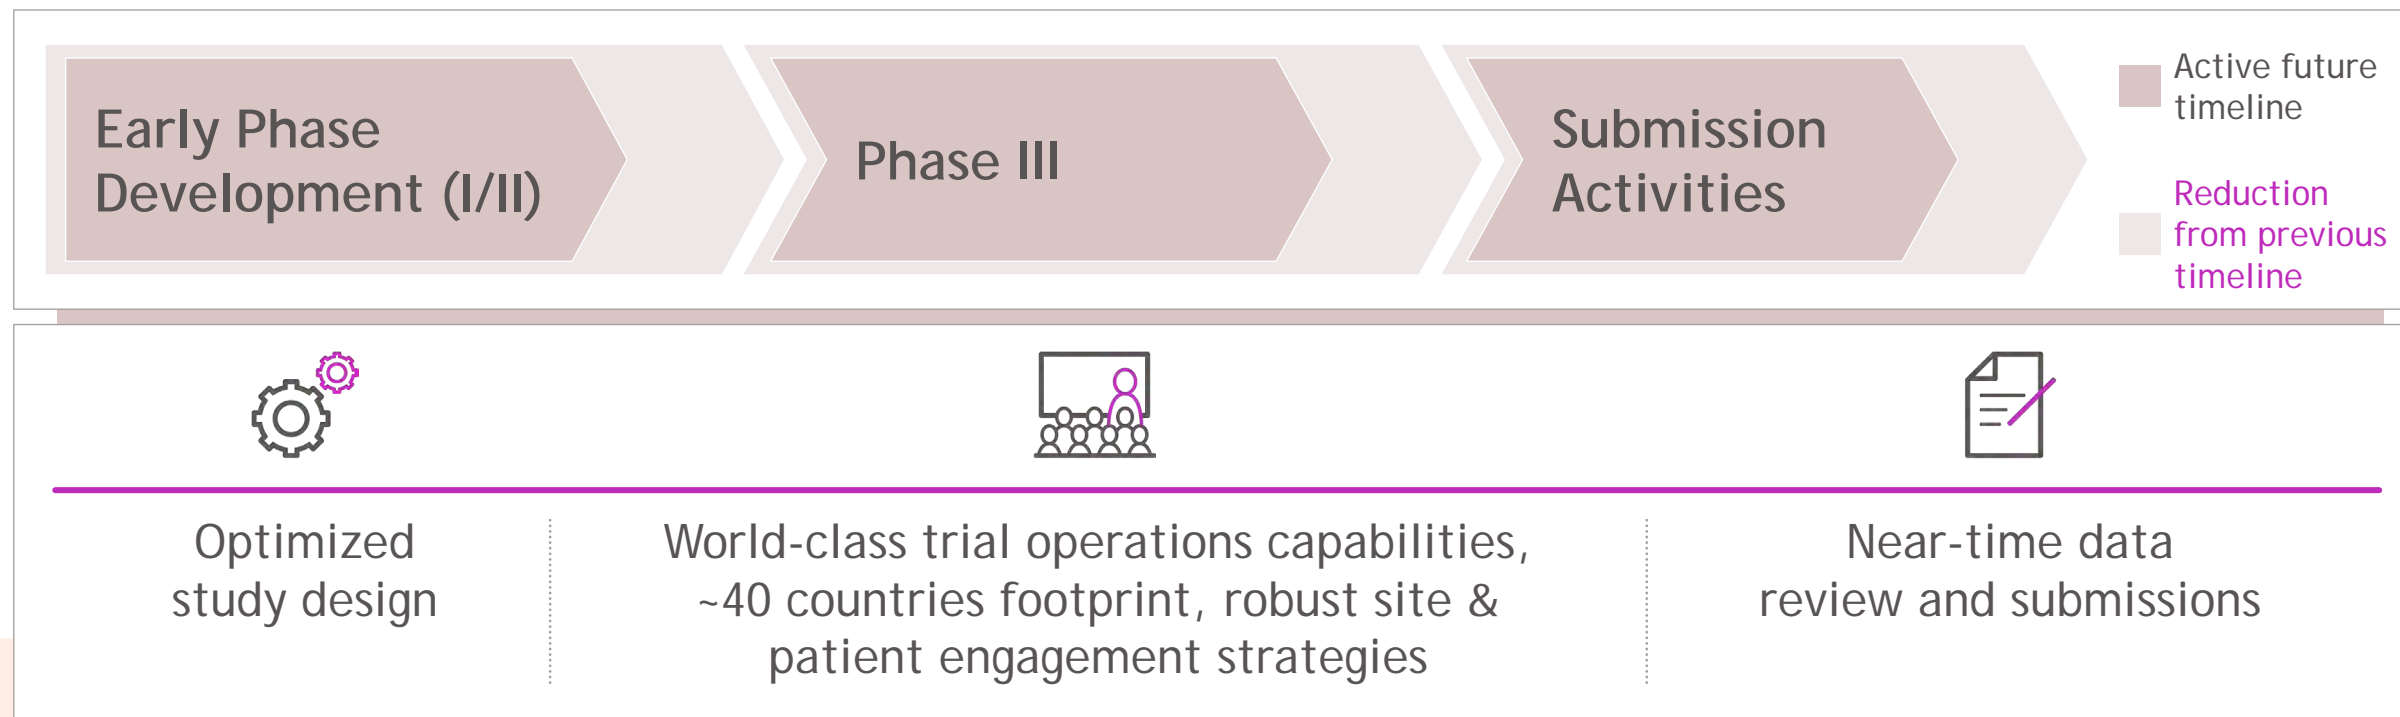 Early Phase
Development (I/II)
Phase III
Submission
Activities
Active future
timeline
Reduction
from previous
timeline
Optimized
study design
World-class trial operations capabilities,
~40 countries footprint, robust site &
patient engagement strategies
Near-time data
review and submissions